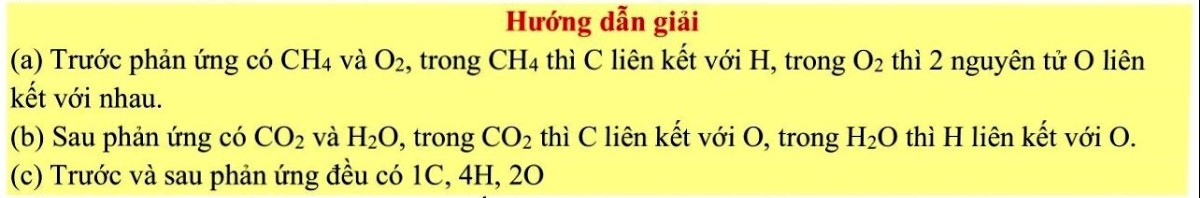 Hướng dẫn giải
(a) Trước phản ứng có CH₄ và O₂, trong CH₄ thì C liên kết với H, trong O₂ thì 2 nguyên tử O liên
kết với nhau.
(b) Sau phản ứng có CO₂ và H₂O, trong CO₂ thì C liên kết với O, trong H₂O thì H liên kết với O.
(c) Trước và sau phản ứng đều có 1C, 4H, 2O